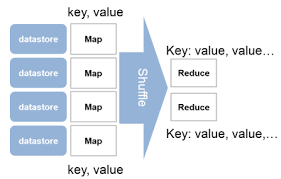 key, value
datastore Map
datastore Map
datastore Map
datastore Map
key, value
Shuffle
Key: value, value…
Reduce
Reduce
Key: value, value,…